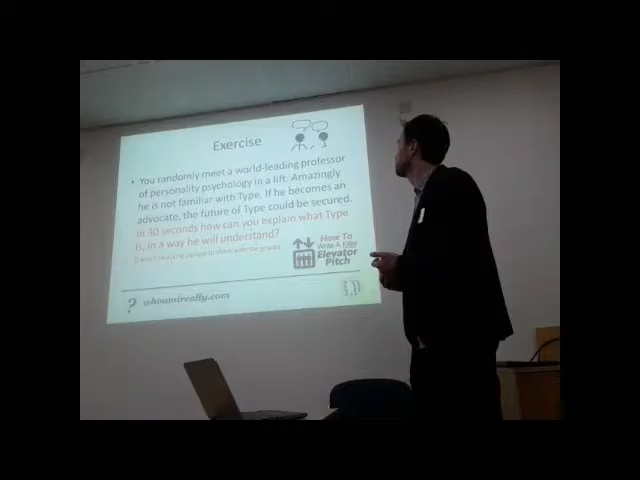 Exercise
• You randomly meet a world-leading professor
of personality psychology in a lift. Amazingly
he is not familiar with Type. If he becomes an
advocate, the future of Type could be secured.
In 30 seconds how can you explain what Type
is, in a way he will understand?
How To
Write A Killer
Elevator
Pitch
? whoamireally.com